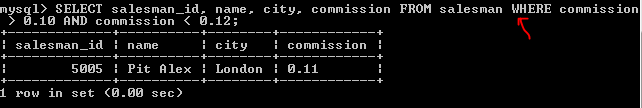 mysql> SELECT salesman_id, name, city, commission FROM salesman WHERE commission
 > 0.10 AND commission < 0.12;
+-------------+----------+--------+------------+
| salesman_id | name     | city   | commission |
+-------------+----------+--------+------------+
|        5005 | Pit Alex | London | 0.11       |
+-------------+----------+--------+------------+
1 row in set (0.00 sec)